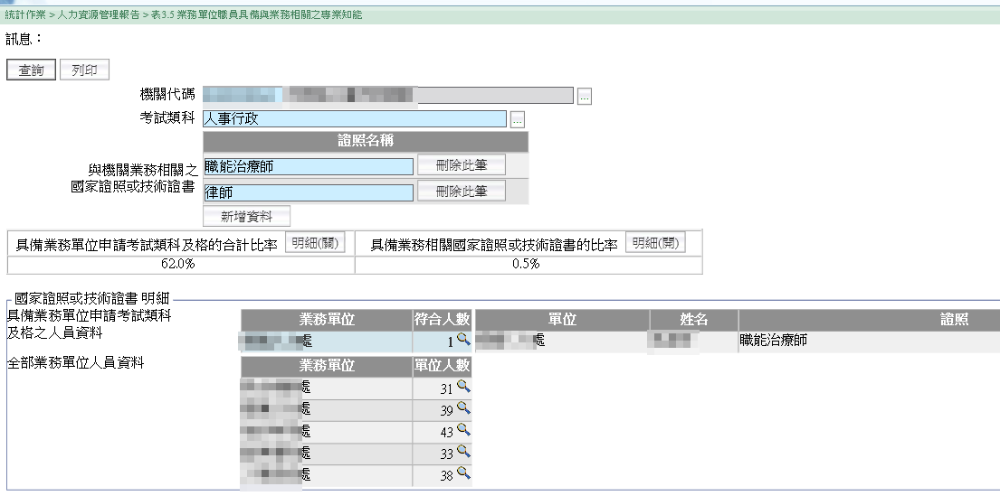 統計作業 > 人力資源管理報告 > 表3.5 業務單位職員具備與業務相關之專業知能
訊息：
查詢 列印
機關代碼 ...
考試類科 人事行政 ...
證照名稱
與機關業務相關之
國家證照或技術證書
職能治療師 刪除此筆
律師 刪除此筆
新增資料
具備業務單位申請考試類科及格的合計比率 明細(關) 具備業務相關國家證照或技術證書的比率 明細(開)
62.0% 0.5%
國家證照或技術證書 明細
具備業務單位申請考試類科
及格之人員資料
業務單位 符合人數 單位 姓名 證照
處 1 處 職能治療師
全部業務單位人員資料
業務單位 單位人數
處 31
處 39
處 43
處 33
處 38